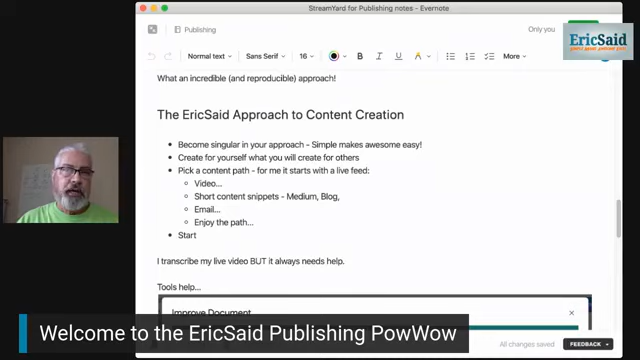 StreamYard for Publishing notes - Evernote
Publishing
Only you
EricSaid
Normal text
Sans Serif
16
B I U A
More
What an incredible (and reproducible) approach!
The EricSaid Approach to Content Creation
• Become singular in your approach - Simple makes awesome easy!
• Create for yourself what you will create for others
• Pick a content path - for me it starts with a live feed:
◦ Video...
◦ Short content snippets - Medium, Blog,
◦ Email...
◦ Enjoy the path...
• Start
I transcribe my live video BUT it always needs help.
Tools help...
Improve Document
Welcome to the EricSaid Publishing PowWow
All changes saved
FEEDBACK